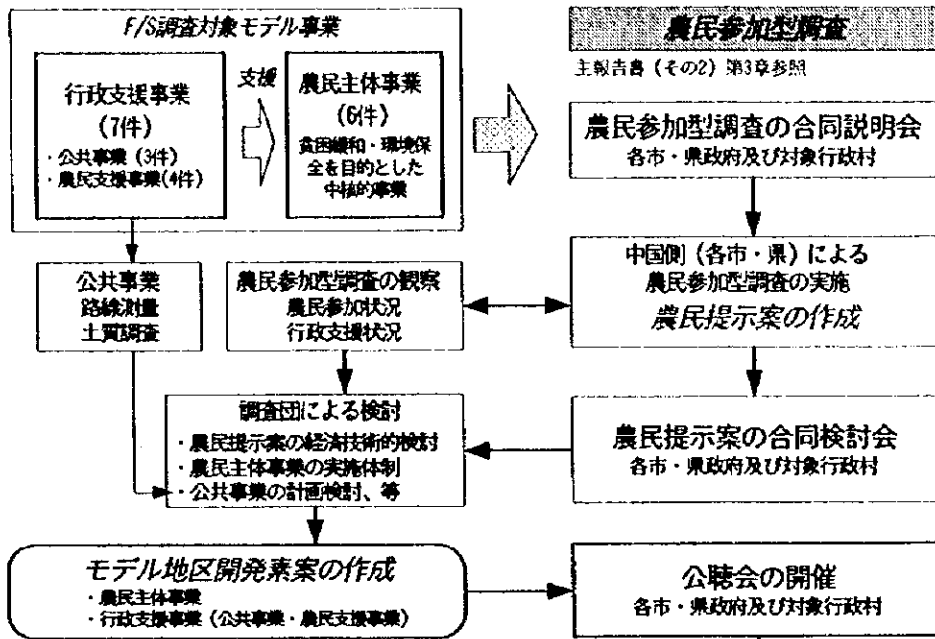 F/S調査対象モデル事業
行政支援事業
(7件)
・公共事業(3件)
・農民支援事業(4件)
支援
農民主体事業
(6件)
貧困緩和・環境保
全を目的とした
中核的事業
農民参加型調査
主報告書(その2)第3章参照
農民参加型調査の合同説明会
各市・県政府及び対象行政村
公共事業
路線測量
土質調査
農民参加型調査の観察
農民参加状況
行政支援状況
中国側(各市・県)による
農民参加型調査の実施
農民提示案の作成
調査団による検討
・農民提示案の経済技術的検討
・農民主体事業の実施体制
・公共事業の計画検討、等
農民提示案の合同検討会
各市・県政府及び対象行政村
モデル地区開発素案の作成
・農民主体事業
・行政支援事業(公共事業・農民支援事業)
公聴会の開催
各市・県政府及び対象行政村